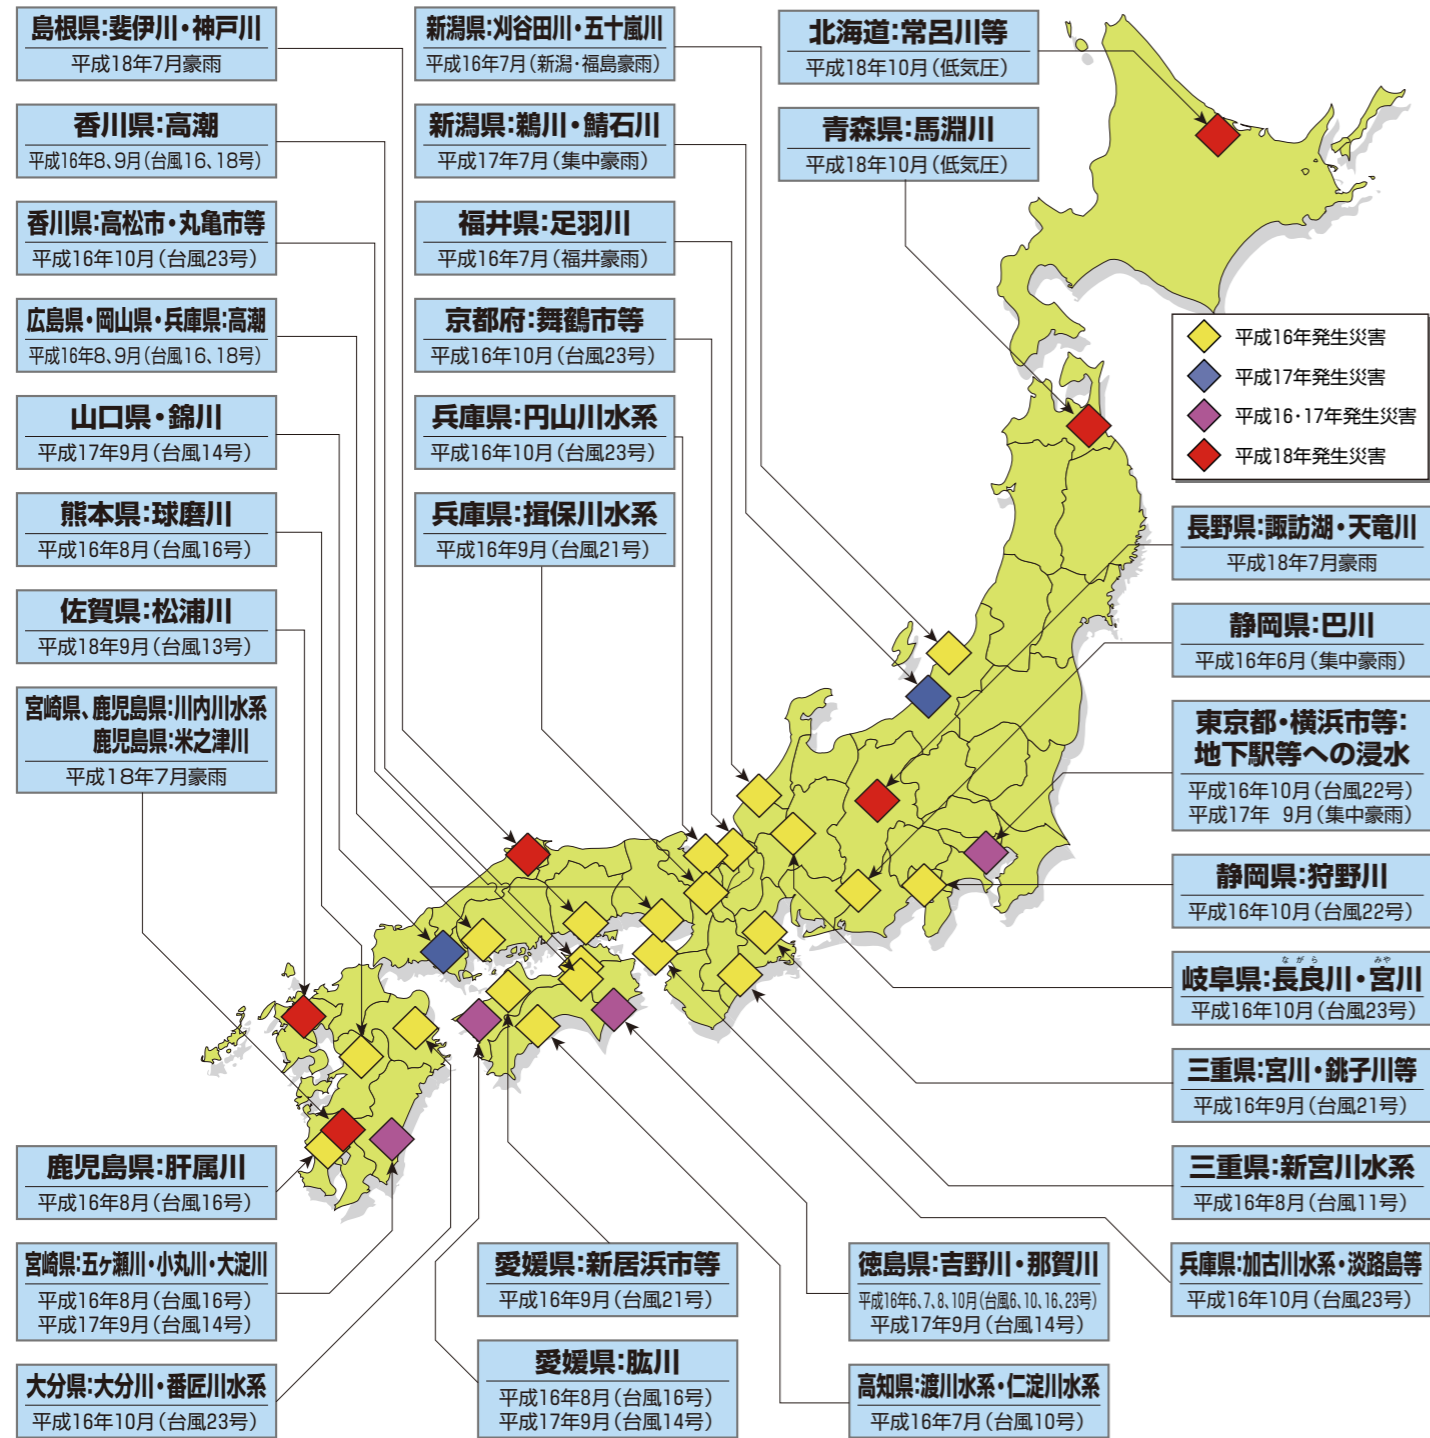 島根県:斐伊川・神戸川
平成18年7月豪雨
香川県:高潮
平成16年8、9月(台風16、18号)
香川県:高松市・丸亀市等
平成16年10月(台風23号)
広島県・岡山県・兵庫県:高潮
平成16年8、9月(台風16、18号)
山口県・錦川
平成17年9月(台風14号)
熊本県:球磨川
平成16年8月(台風16号)
佐賀県:松浦川
平成18年9月(台風13号)
宮崎県、鹿児島県:川内川水系
鹿児島県:米之津川
平成18年7月豪雨
鹿児島県:肝属川
平成16年8月(台風16号)
宮崎県:五ヶ瀬川・小丸川・大淀川
平成16年8月(台風16号)
平成17年9月(台風14号)
大分県:大分川・番匠川水系
平成16年10月(台風23号)
新潟県:刈谷田川・五十嵐川
平成16年7月(新潟・福島豪雨)
新潟県:鵜川・鯖石川
平成17年7月(集中豪雨)
福井県:足羽川
平成16年7月(福井豪雨)
京都府:舞鶴市等
平成16年10月(台風23号)
兵庫県:円山川水系
平成16年10月(台風23号)
兵庫県:揖保川水系
平成16年9月(台風21号)
愛媛県:新居浜市等
平成16年9月(台風21号)
愛媛県:肱川
平成16年8月(台風16号)
平成17年9月(台風14号)
北海道:常呂川等
平成18年10月(低気圧)
青森県:馬淵川
平成18年10月(低気圧)
平成16年発生災害
平成17年発生災害
平成16・17年発生災害
平成18年発生災害
長野県:諏訪湖・天竜川
平成18年7月豪雨
静岡県:巴川
平成16年6月(集中豪雨)
東京都・横浜市等:
地下駅等への浸水
平成16年10月(台風22号)
平成17年 9月(集中豪雨)
静岡県:狩野川
平成16年10月(台風22号)
ながら みや
岐阜県:長良川・宮川
平成16年10月(台風23号)
三重県:宮川・銚子川等
平成16年9月(台風21号)
三重県:新宮川水系
平成16年8月(台風11号)
徳島県:吉野川・那賀川
平成16年6、7、8、10月(台風6、10、16、23号)
平成17年9月(台風14号)
兵庫県:加古川水系・淡路島等
平成16年10月(台風23号)
高知県:渡川水系・仁淀川水系
平成16年7月(台風10号)